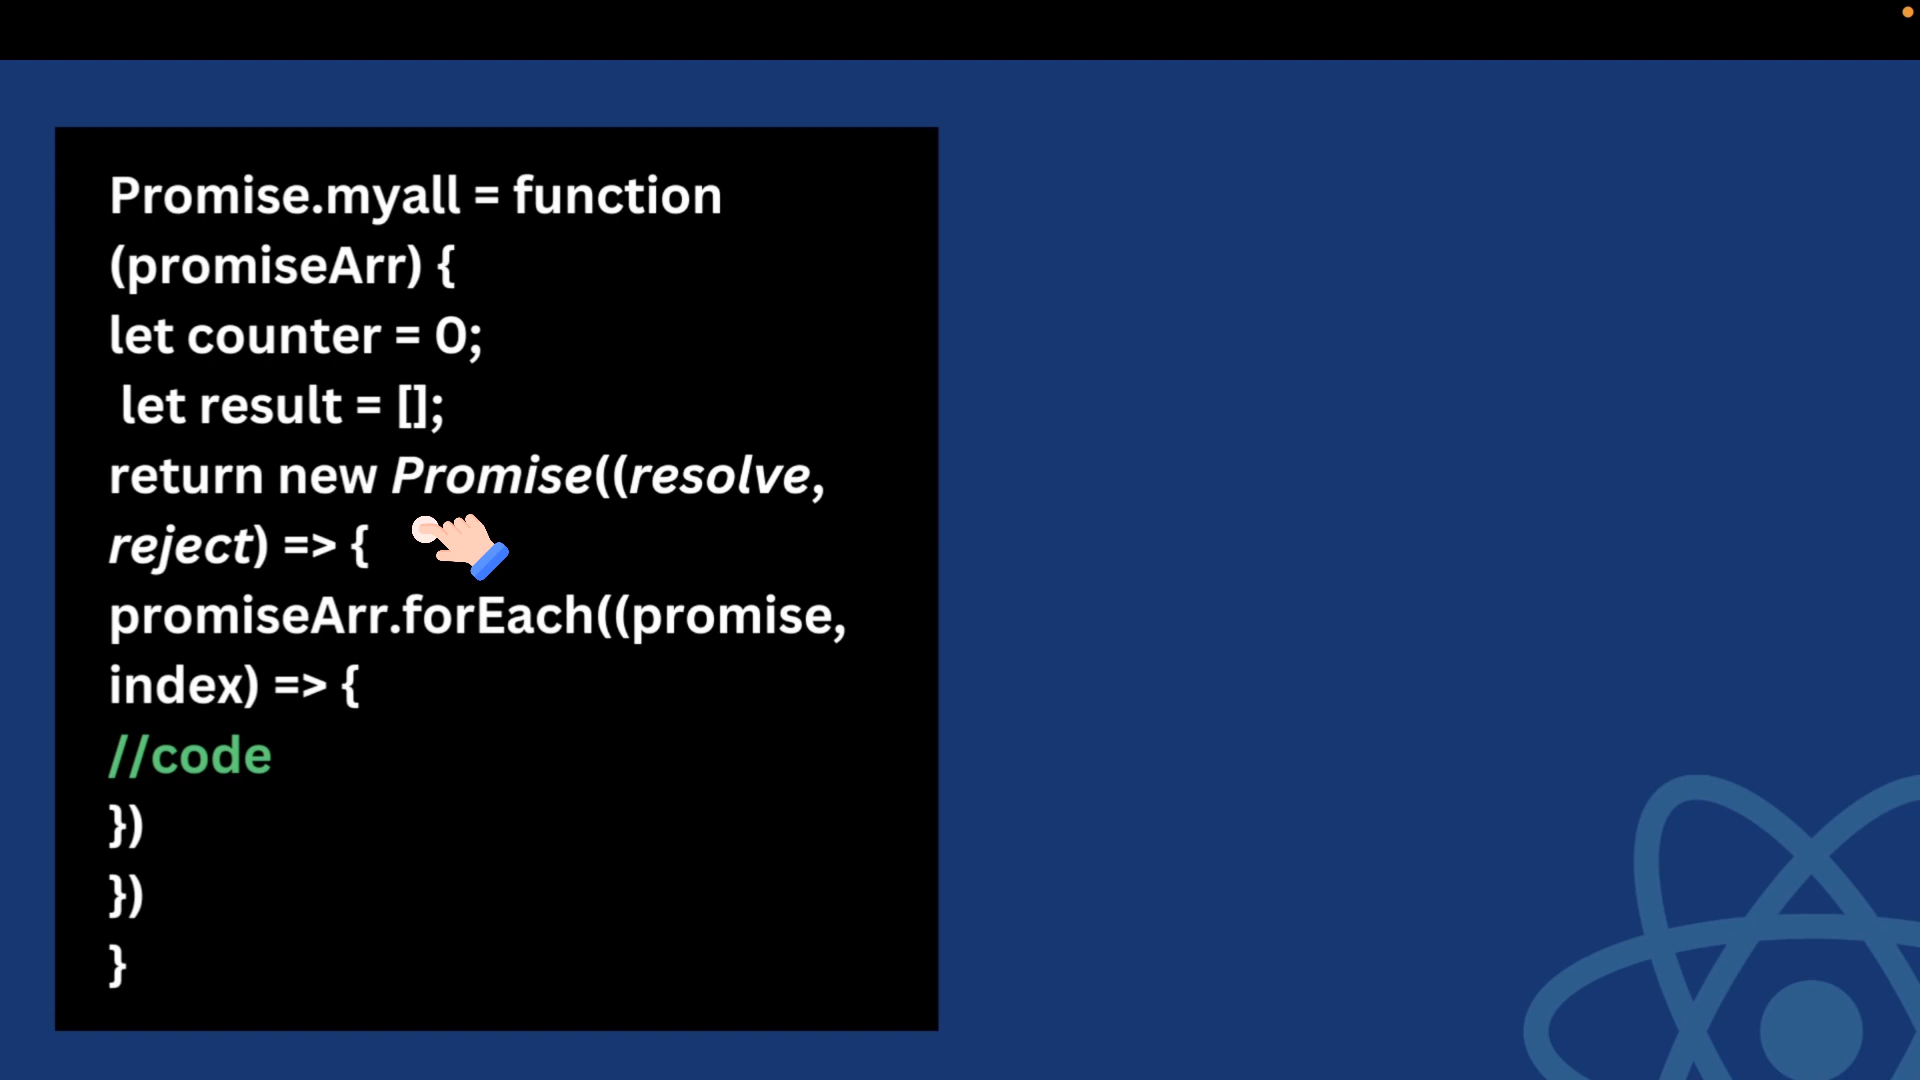 Promise.myall = function
(promiseArr) {
let counter = 0;
let result = [];
return new Promise((resolve,
reject) => {
promiseArr.forEach((promise,
index) => {
//code
})
})
}